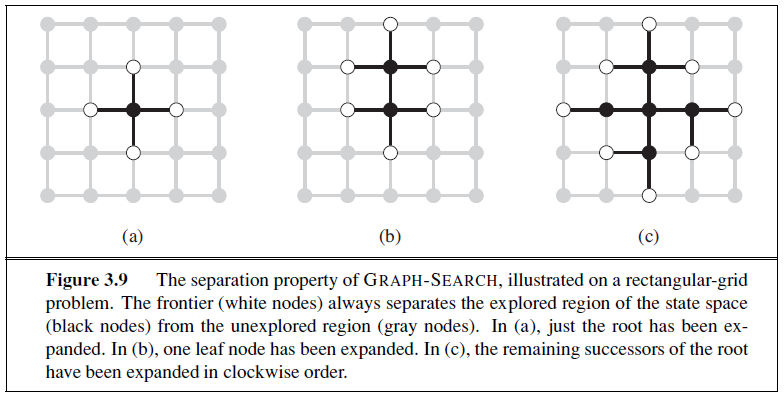 (a)
(b)
(c)
Figure 3.9 The separation property of GRAPH-SEARCH, illustrated on a rectangular-grid
problem. The frontier (white nodes) always separates the explored region of the state space
(black nodes) from the unexplored region (gray nodes). In (a), just the root has been ex-
panded. In (b), one leaf node has been expanded. In (c), the remaining successors of the root
have been expanded in clockwise order.